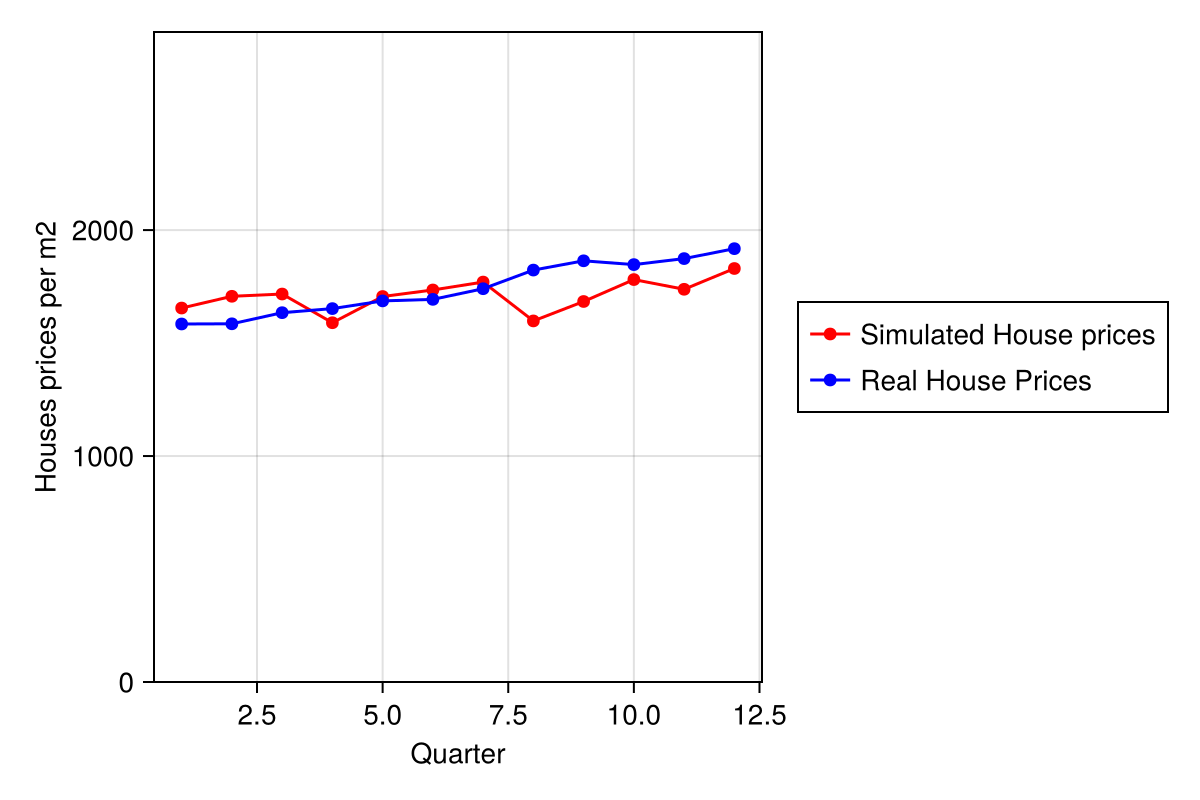 Houses prices per m2
2000
1000
0
2.5 5.0 7.5 10.0 12.5
Quarter
Simulated House prices
Real House Prices